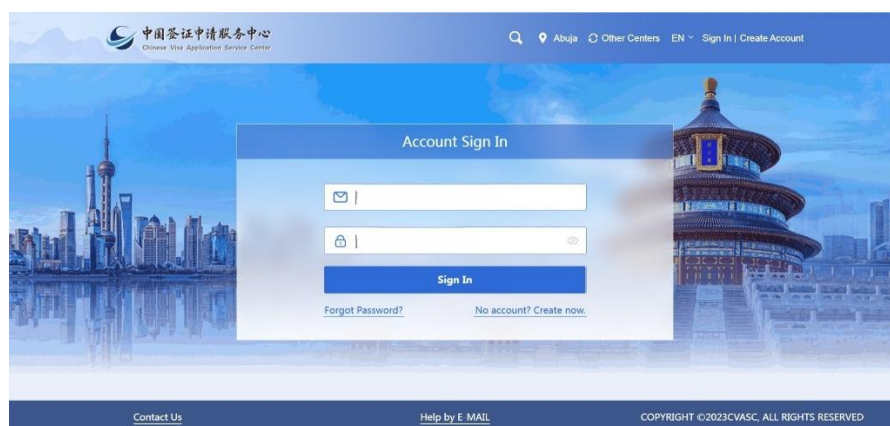 中国签证申请服务中心
Chinese Visa Application Service Center
Abuja Other Centers EN Sign In | Create Account
Account Sign In
Sign In
Forgot Password? No account? Create now.
Contact Us Help by E-MAIL COPYRIGHT ©2023CVASC, ALL RIGHTS RESERVED